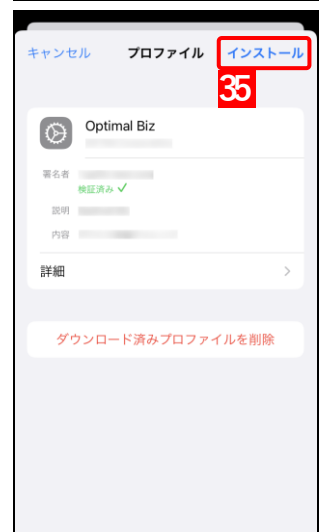 キャンセル プロファイル インストール
35
Optimal Biz
署名者
検証済み ✓
説明
内容
詳細
ダウンロード済みプロファイルを削除